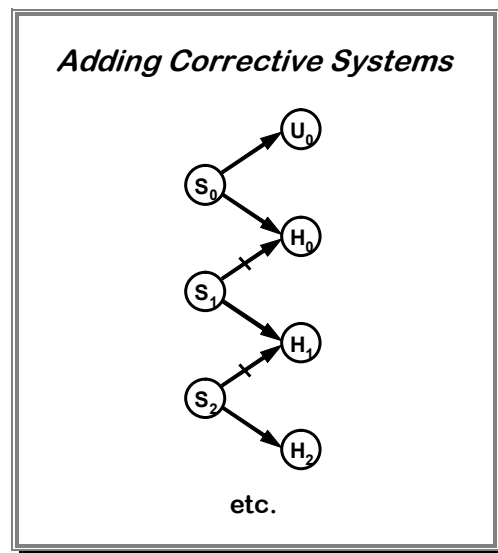 Adding Corrective Systems
U₀
S₀
H₀
S₁
H₁
S₂
H₂
etc.